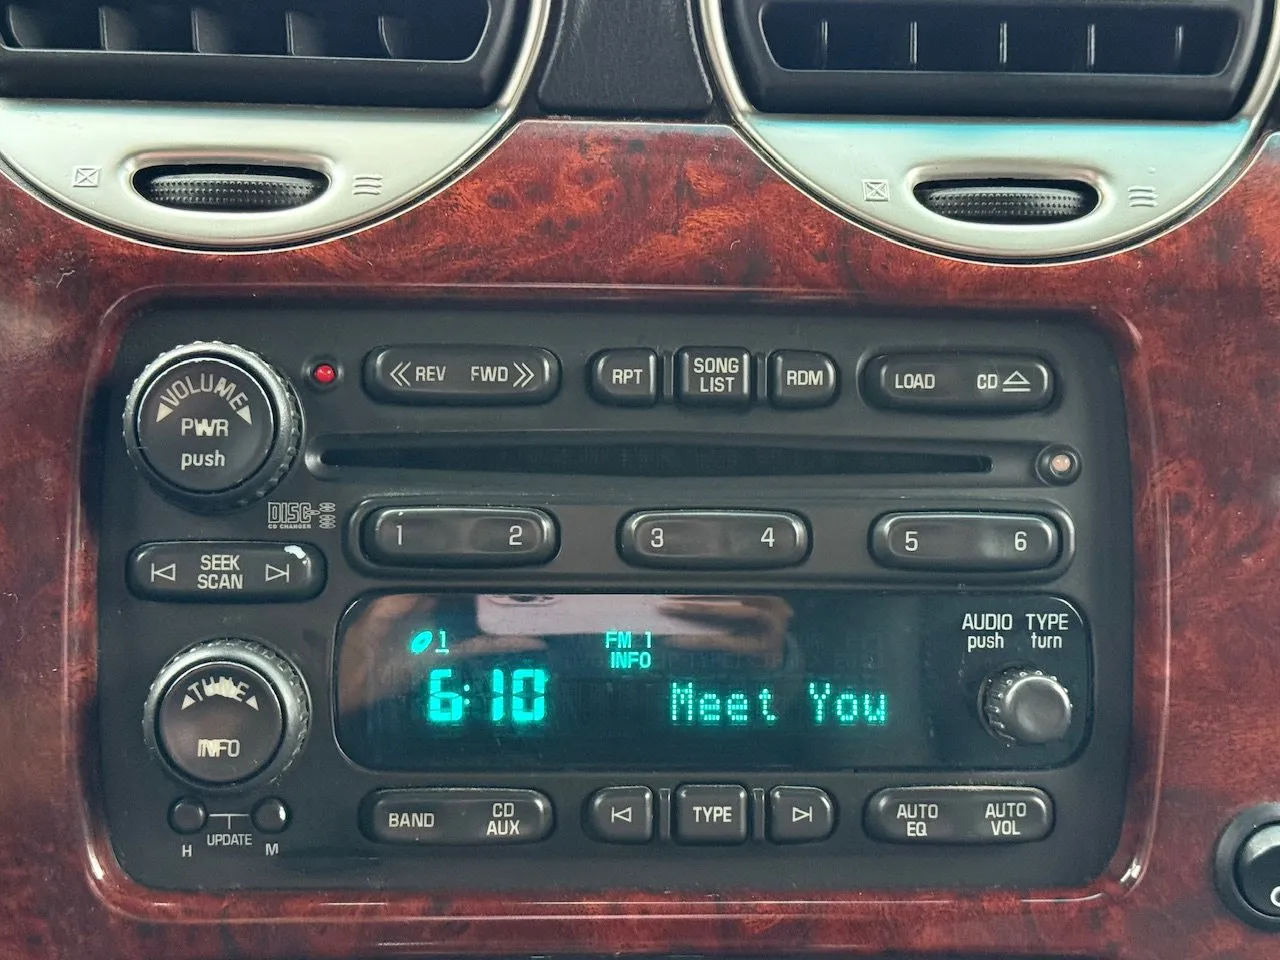 VOLUME
PWR
push
REV FWD
RPT
SONG
LIST
RDM
LOAD CD
DISC
CD CHANGER
1 2
3 4
5 6
SEEK
SCAN
AUDIO TYPE
push turn
1
FM 1
INFO
6:10
Meet You
TUNE
INFO
H UPDATE M
BAND
CD
AUX
TYPE
AUTO
EQ
AUTO
VOL